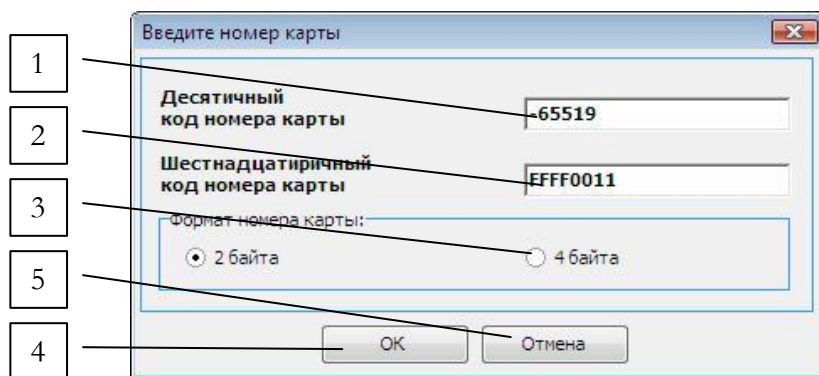 Введите номер карты
1
Десятичный
код номера карты
-65519
2
Шестнадцатиричный
код номера карты
FFFF0011
3
Формат номера карты:
2 байта
4 байта
5
4
OK
Отмена